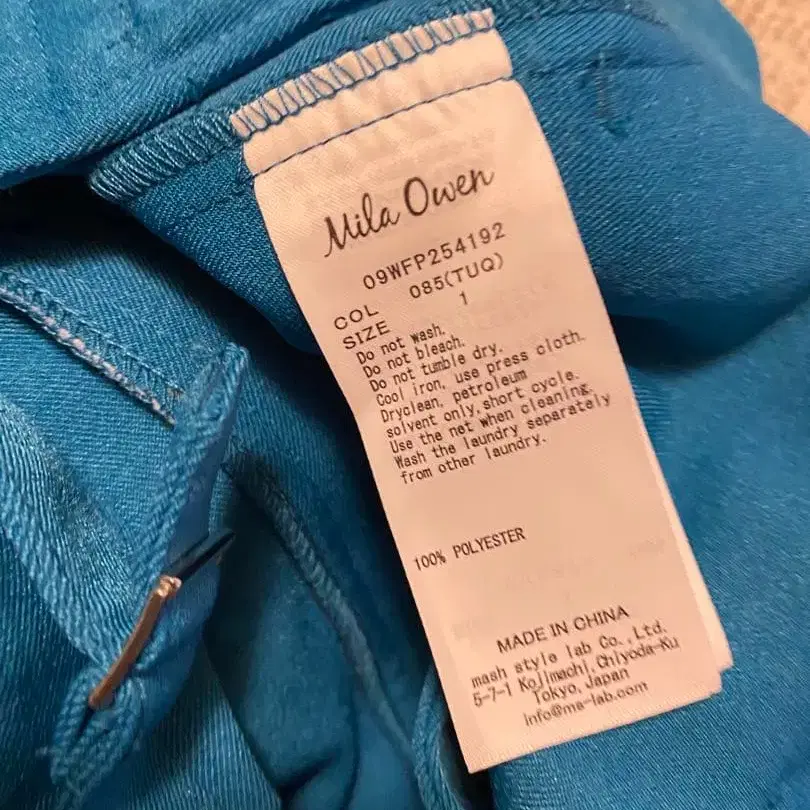 Mila Owen
09WFP254192
COL 085(TUQ)
SIZE 1
Do not wash.
Do not bleach.
Do not tumble dry.
Cool iron, use press cloth.
Dryclean, petroleum
solvent only, short cycle.
Use the net when cleaning.
Wash the laundry separately
from other laundry.
100% POLYESTER
MADE IN CHINA
mash style lab Co.,Ltd.
5-7-1 Kojimachi,Chiyoda-Ku
Tokyo,Japan
Info@ms-lab.com